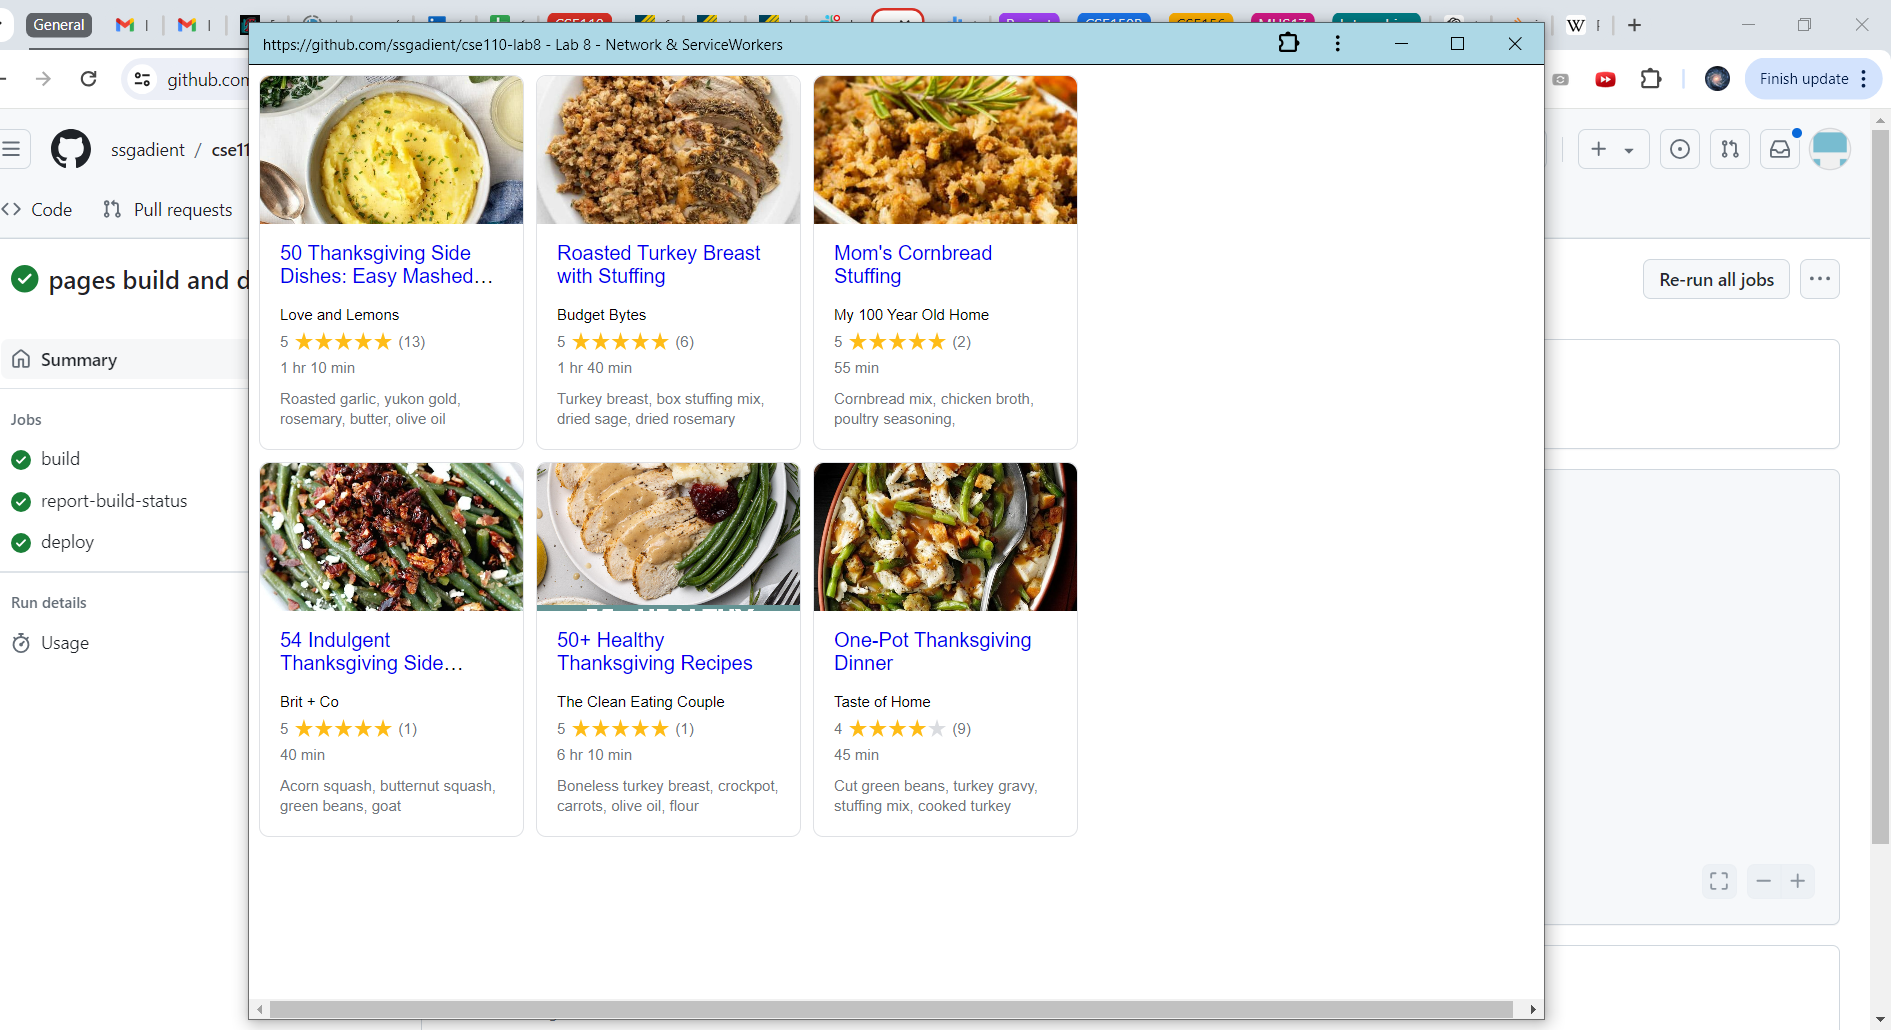 General
https://github.com/ssgadient/cse110-lab8 - Lab 8 - Network & ServiceWorkers
github.com
Finish update
ssgadient / cse11
Code
Pull requests
pages build and d
Re-run all jobs
Summary
Jobs
build
report-build-status
deploy
Run details
Usage
50 Thanksgiving Side
Dishes: Easy Mashed…
Love and Lemons
5 (13)
1 hr 10 min
Roasted garlic, yukon gold,
rosemary, butter, olive oil
Roasted Turkey Breast
with Stuffing
Budget Bytes
5 (6)
1 hr 40 min
Turkey breast, box stuffing mix,
dried sage, dried rosemary
Mom's Cornbread
Stuffing
My 100 Year Old Home
5 (2)
55 min
Cornbread mix, chicken broth,
poultry seasoning,
54 Indulgent
Thanksgiving Side…
Brit + Co
5 (1)
40 min
Acorn squash, butternut squash,
green beans, goat
50+ Healthy
Thanksgiving Recipes
The Clean Eating Couple
5 (1)
6 hr 10 min
Boneless turkey breast, crockpot,
carrots, olive oil, flour
One-Pot Thanksgiving
Dinner
Taste of Home
4 (9)
45 min
Cut green beans, turkey gravy,
stuffing mix, cooked turkey